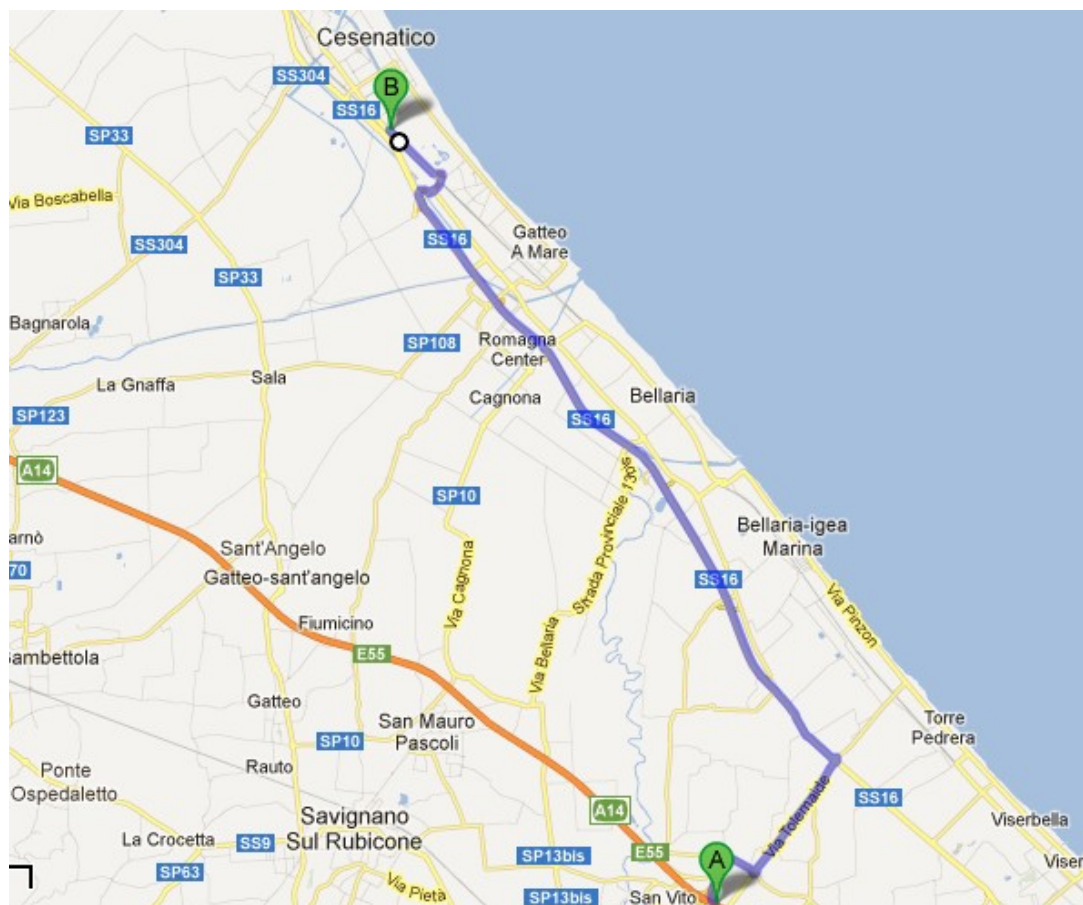 Cesenatico
SS304
B
SS16
SP33
Via Boscabella
SS304
SS16
Gatteo
A Mare
SP33
Bagnarola
SP108
Romagna
Center
La Gnaffa
Sala
Cagnona
Bellaria
SP123
SS16
A14
Strada Provinciale 13bis
SP10
arnò
Sant'Angelo
Bellaria-igea
Marina
70
Gatteo-sant'angelo
SS16
Via Cagnona
Via Pinzon
Fiumicino
Via Bellaria
E55
Sambettola
Gatteo
San Mauro
Pascoli
SP10
Torre
Pedrera
Rauto
Ponte
Ospedaletto
Via Tolemaide
SS16
A14
Savignano
Sul Rubicone
Viserbella
La Crocetta
SS9
E55
SP13bis
A
Viser
SP63
Via Pietà
SP13bis
San Vito